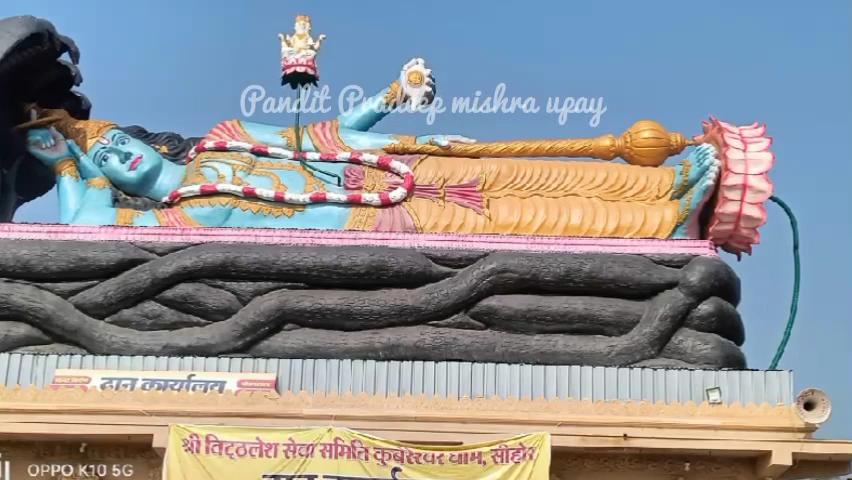 Pandit Pradeep mishra upay
दान कार्यालय
श्री विट्ठलेश सेवा समिति कुबेरेश्वर धाम, सीहोर
OPPO K10 5G